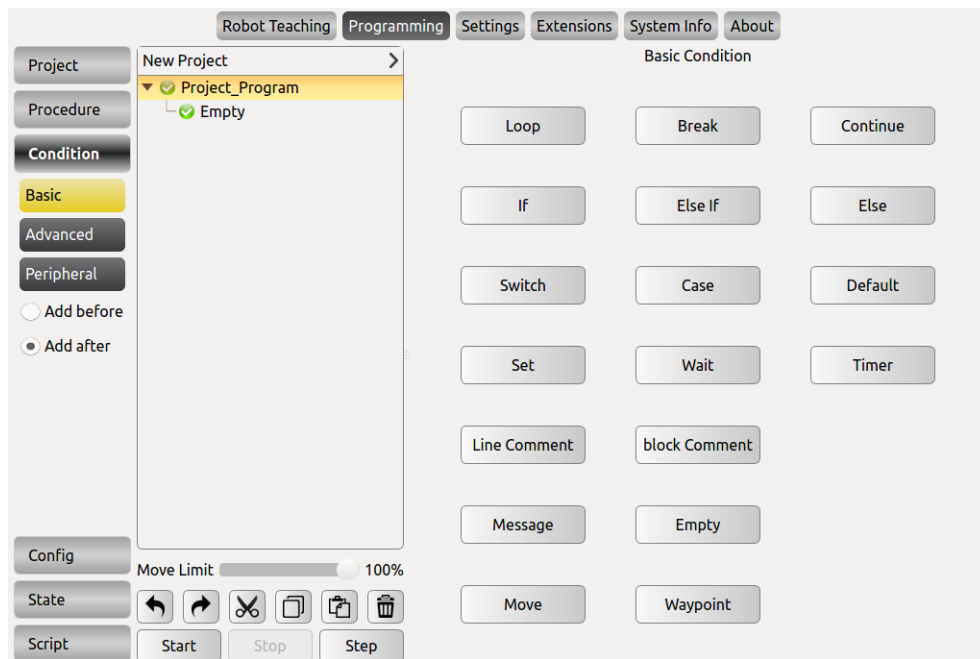 Robot Teaching Programming Settings Extensions System Info About
Project
Procedure
Condition
Basic
Advanced
Peripheral
Add before
Add after
Config
State
Script
New Project
Project_Program
Empty
Move Limit 100%
Start Stop Step
Basic Condition
Loop Break Continue
If Else If Else
Switch Case Default
Set Wait Timer
Line Comment block Comment
Message Empty
Move Waypoint